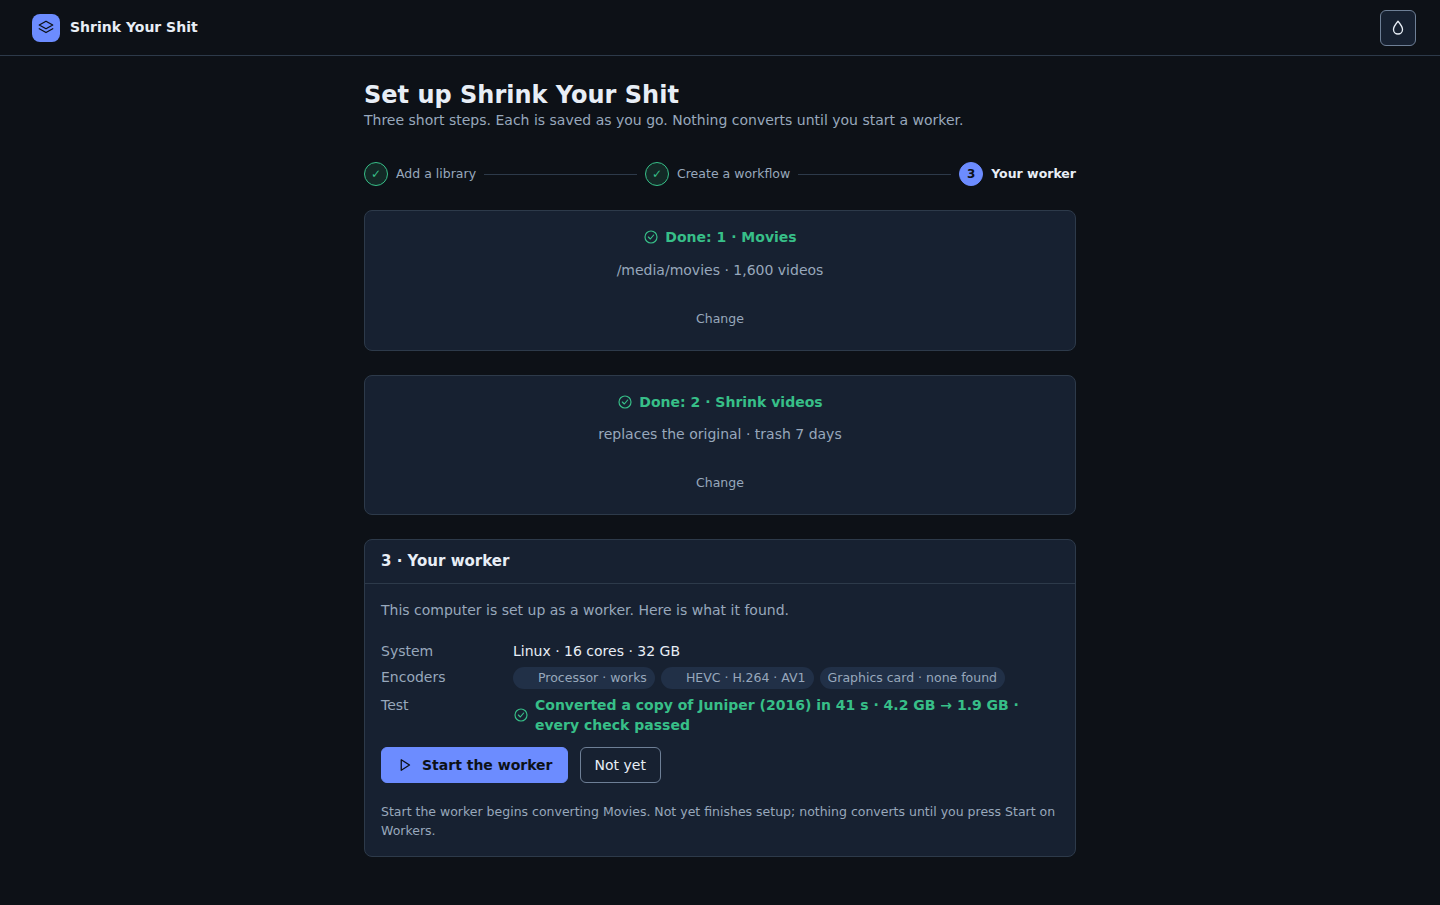 Shrink Your Shit
Set up Shrink Your Shit
Three short steps. Each is saved as you go. Nothing converts until you start a worker.
✓ Add a library
✓ Create a workflow
3 Your worker
Done: 1 · Movies
/media/movies · 1,600 videos
Change
Done: 2 · Shrink videos
replaces the original · trash 7 days
Change
3 · Your worker
This computer is set up as a worker. Here is what it found.
System Linux · 16 cores · 32 GB
Encoders Processor · works HEVC · H.264 · AV1 Graphics card · none found
Test Converted a copy of Juniper (2016) in 41 s · 4.2 GB → 1.9 GB ·
every check passed
Start the worker Not yet
Start the worker begins converting Movies. Not yet finishes setup; nothing converts until you press Start on
Workers.